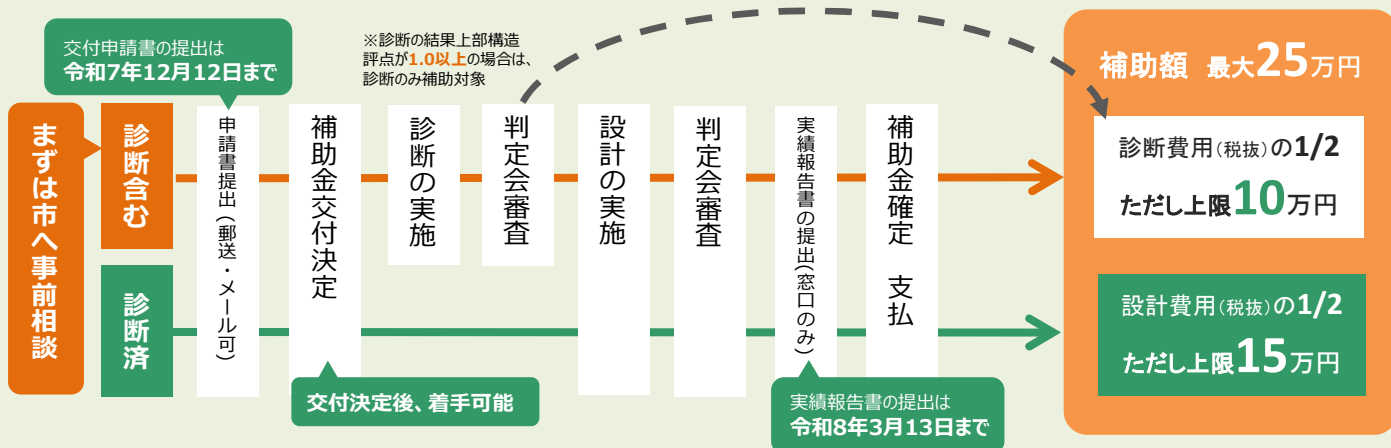 まずは市へ事前相談
交付申請書の提出は
令和7年12月12日まで
※診断の結果上部構造
評点が1.0以上の場合は、
診断のみ補助対象
診断含む
診断済
申請書提出(郵送・メール可)
補助金交付決定
診断の実施
判定会審査
設計の実施
判定会審査
実績報告書の提出(窓口のみ)
補助金確定 支払
交付決定後、着手可能
実績報告書の提出は
令和8年3月13日まで
補助額 最大25万円
診断費用(税抜)の1/2
ただし上限10万円
設計費用(税抜)の1/2
ただし上限15万円